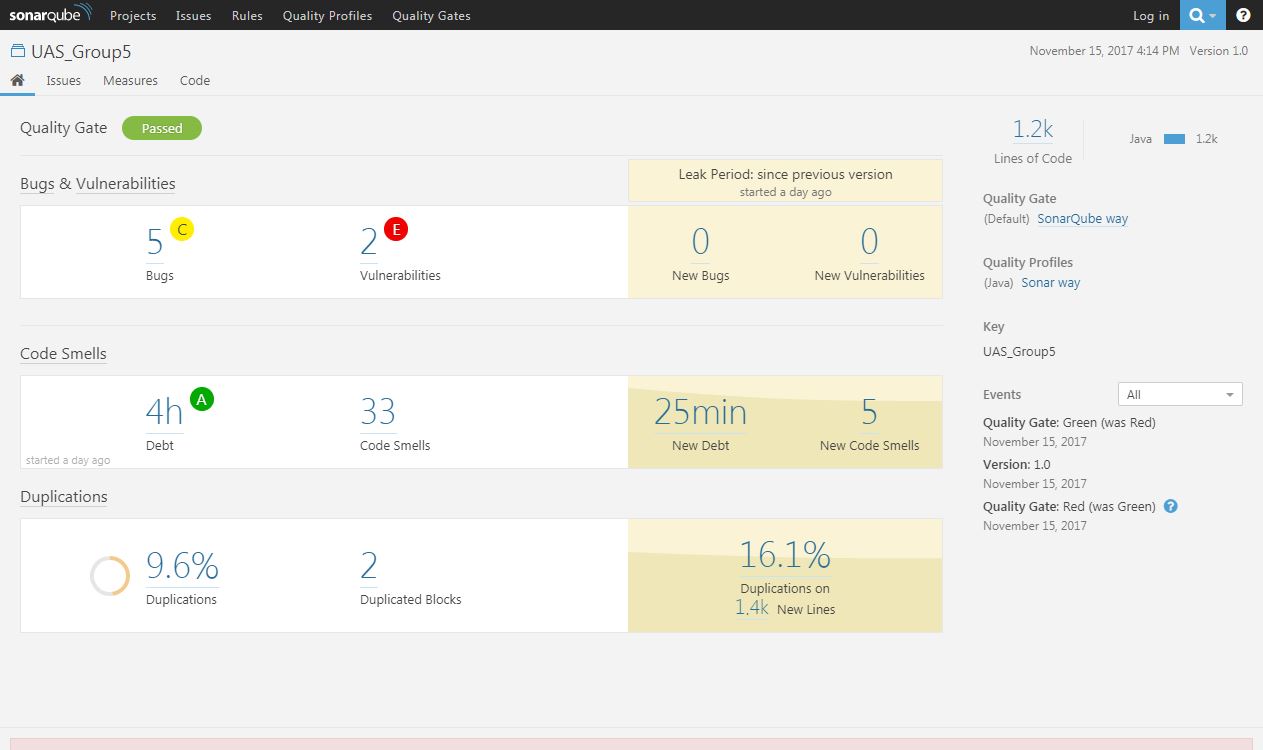 sonarqube Projects Issues Rules Quality Profiles Quality Gates Log in ?
UAS_Group5 November 15, 2017 4:14 PM Version 1.0
Issues Measures Code
Quality Gate Passed
Bugs & Vulnerabilities
Leak Period: since previous version
started a day ago
5 C
Bugs
2 E
Vulnerabilities
0
New Bugs
0
New Vulnerabilities
Code Smells
4h A
Debt
started a day ago
33
Code Smells
25min
New Debt
5
New Code Smells
Duplications
9.6%
Duplications
2
Duplicated Blocks
16.1%
Duplications on
1.4k New Lines
1.2k
Lines of Code
Java 1.2k
Quality Gate
(Default) SonarQube way
Quality Profiles
(Java) Sonar way
Key
UAS_Group5
Events All
Quality Gate: Green (was Red)
November 15, 2017
Version: 1.0
November 15, 2017
Quality Gate: Red (was Green) ?
November 15, 2017